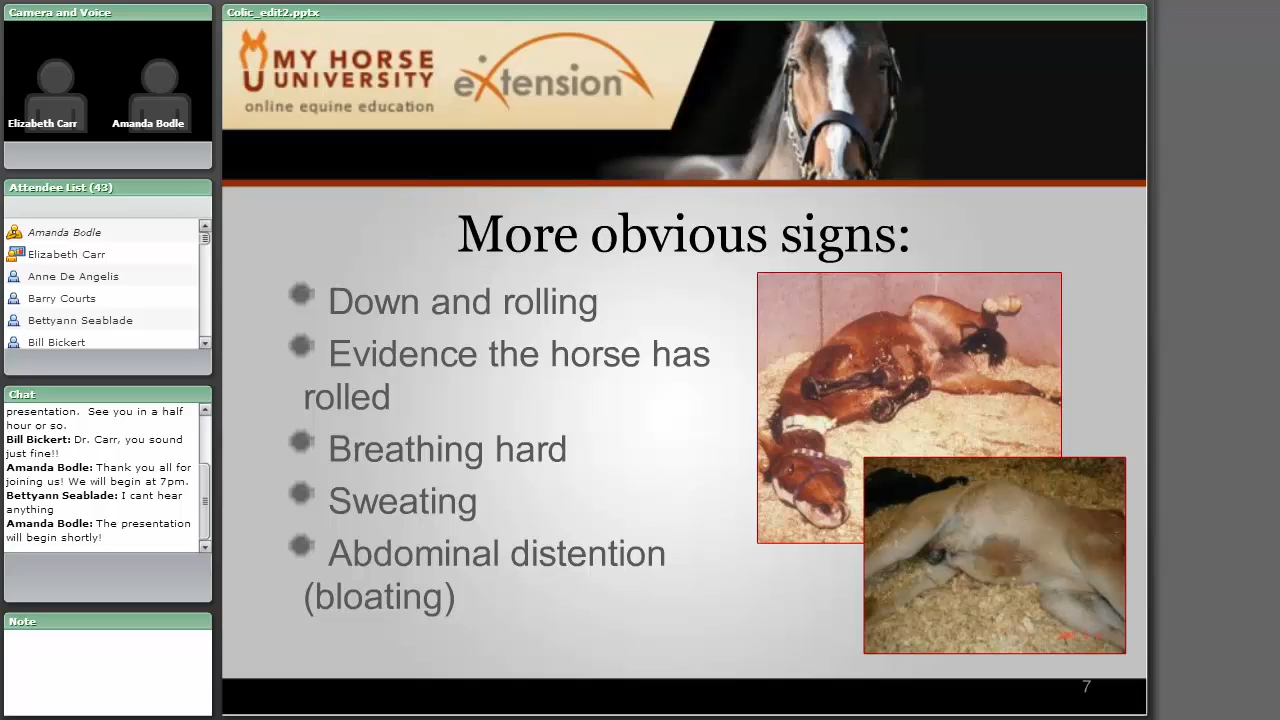 Camera and Voice
Elizabeth Carr
Amanda Bodle
Attendee List (43)
Amanda Bodle
Elizabeth Carr
Anne De Angelis
Barry Courts
Bettyann Seablade
Bill Bickert
Chat
presentation.  See you in a half
hour or so.
Bill Bickert: Dr. Carr, you sound
just fine!!
Amanda Bodle: Thank you all for
joining us! We will begin at 7pm.
Bettyann Seablade: I cant hear
anything
Amanda Bodle: The presentation
will begin shortly!
Note
Colic_edit2.pptx
MY HORSE
UNIVERSITY
online equine education
eXtension
More obvious signs:
Down and rolling
Evidence the horse has
rolled
Breathing hard
Sweating
Abdominal distention
(bloating)
7